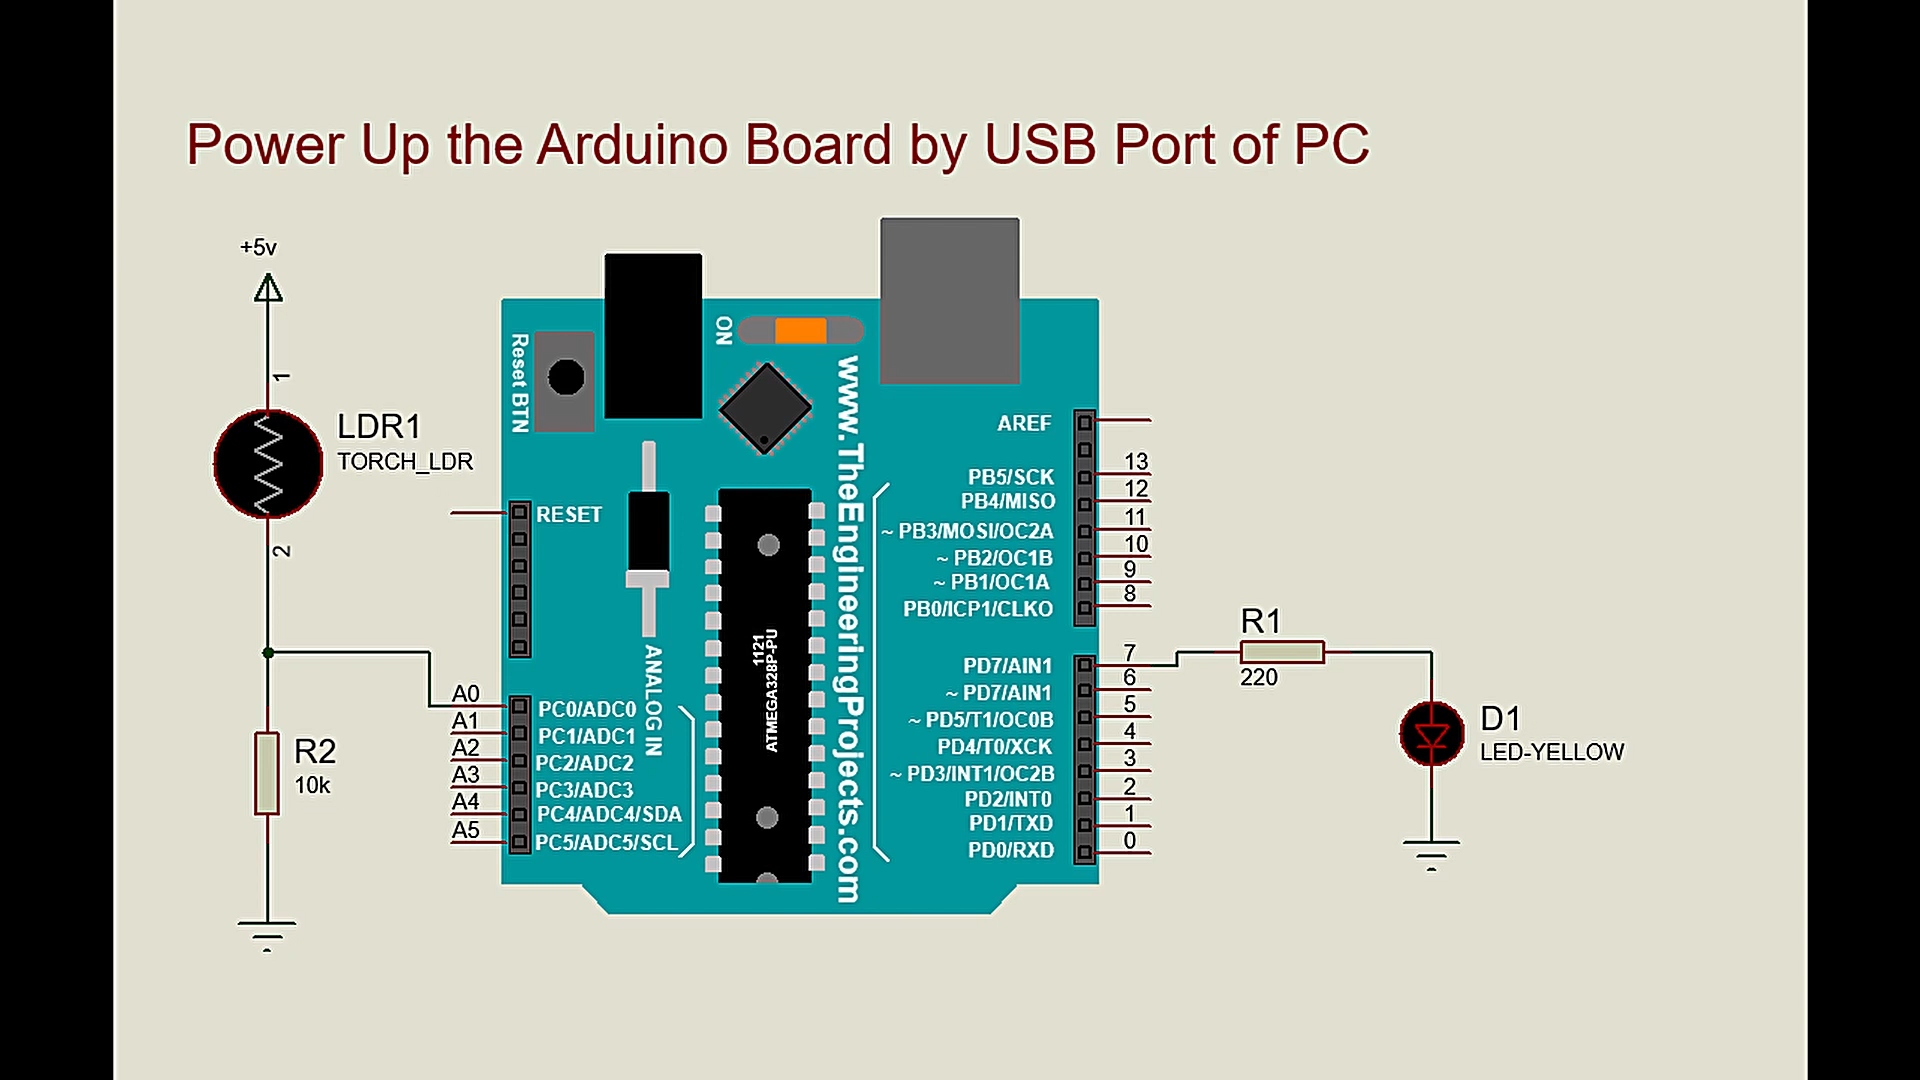 Power Up the Arduino Board by USB Port of PC
+5v
1
LDR1
TORCH_LDR
2
R2
10k
Reset BTN
ON
www.TheEngineeringProjects.com
RESET
ANALOG IN
1121
ATMEGA328P-PU
A0 PC0/ADC0
A1 PC1/ADC1
A2 PC2/ADC2
A3 PC3/ADC3
A4 PC4/ADC4/SDA
A5 PC5/ADC5/SCL
AREF
PB5/SCK 13
PB4/MISO 12
~ PB3/MOSI/OC2A 11
~ PB2/OC1B 10
~ PB1/OC1A 9
PB0/ICP1/CLKO 8
PD7/AIN1 7
~ PD7/AIN1 6
~ PD5/T1/OC0B 5
PD4/T0/XCK 4
~ PD3/INT1/OC2B 3
PD2/INT0 2
PD1/TXD 1
PD0/RXD 0
R1
220
D1
LED-YELLOW